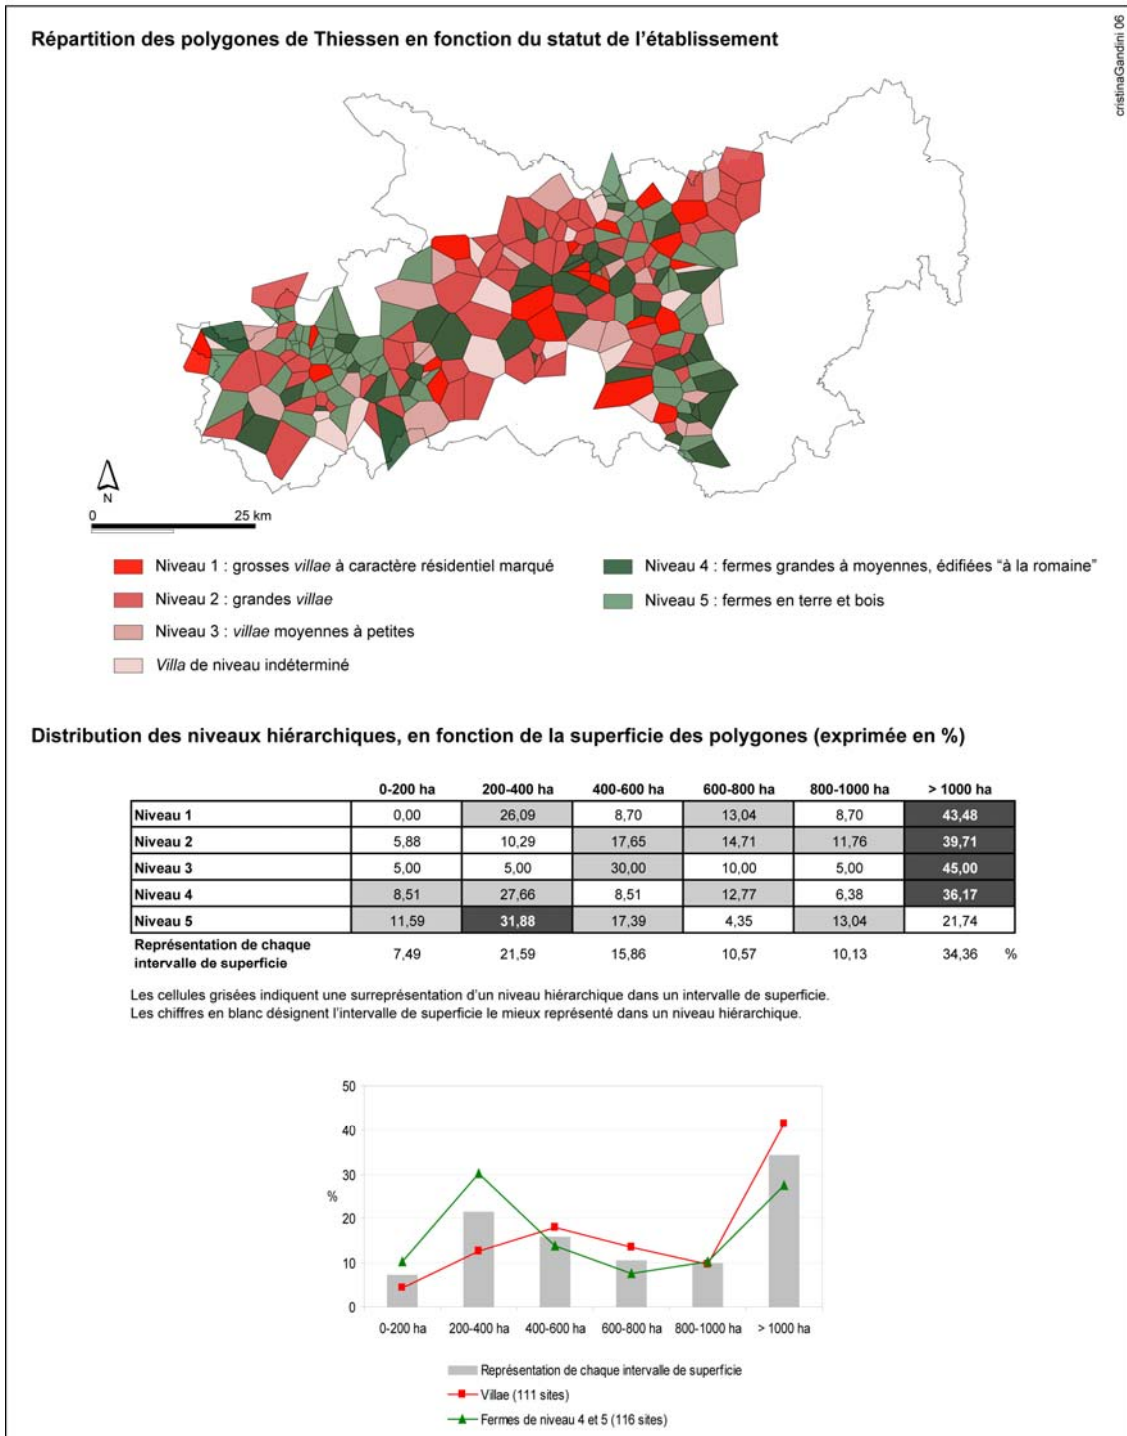 cristinaGandini 06
Répartition des polygones de Thiessen en fonction du statut de l'établissement
N
0 25 km
Niveau 1 : grosses villae à caractère résidentiel marqué
Niveau 2 : grandes villae
Niveau 3 : villae moyennes à petites
Villa de niveau indéterminé
Niveau 4 : fermes grandes à moyennes, édifiées “à la romaine”
Niveau 5 : fermes en terre et bois
Distribution des niveaux hiérarchiques, en fonction de la superficie des polygones (exprimée en %)
0-200 ha 200-400 ha 400-600 ha 600-800 ha 800-1000 ha > 1000 ha
Niveau 1 0,00 26,09 8,70 13,04 8,70 43,48
Niveau 2 5,88 10,29 17,65 14,71 11,76 39,71
Niveau 3 5,00 5,00 30,00 10,00 5,00 45,00
Niveau 4 8,51 27,66 8,51 12,77 6,38 36,17
Niveau 5 11,59 31,88 17,39 4,35 13,04 21,74
Représentation de chaque
intervalle de superficie 7,49 21,59 15,86 10,57 10,13 34,36 %
Les cellules grisées indiquent une surreprésentation d'un niveau hiérarchique dans un intervalle de superficie.
Les chiffres en blanc désignent l'intervalle de superficie le mieux représenté dans un niveau hiérarchique.
50
40
30
%
20
10
0
0-200 ha 200-400 ha 400-600 ha 600-800 ha 800-1000 ha > 1000 ha
Représentation de chaque intervalle de superficie
Villae (111 sites)
Fermes de niveau 4 et 5 (116 sites)